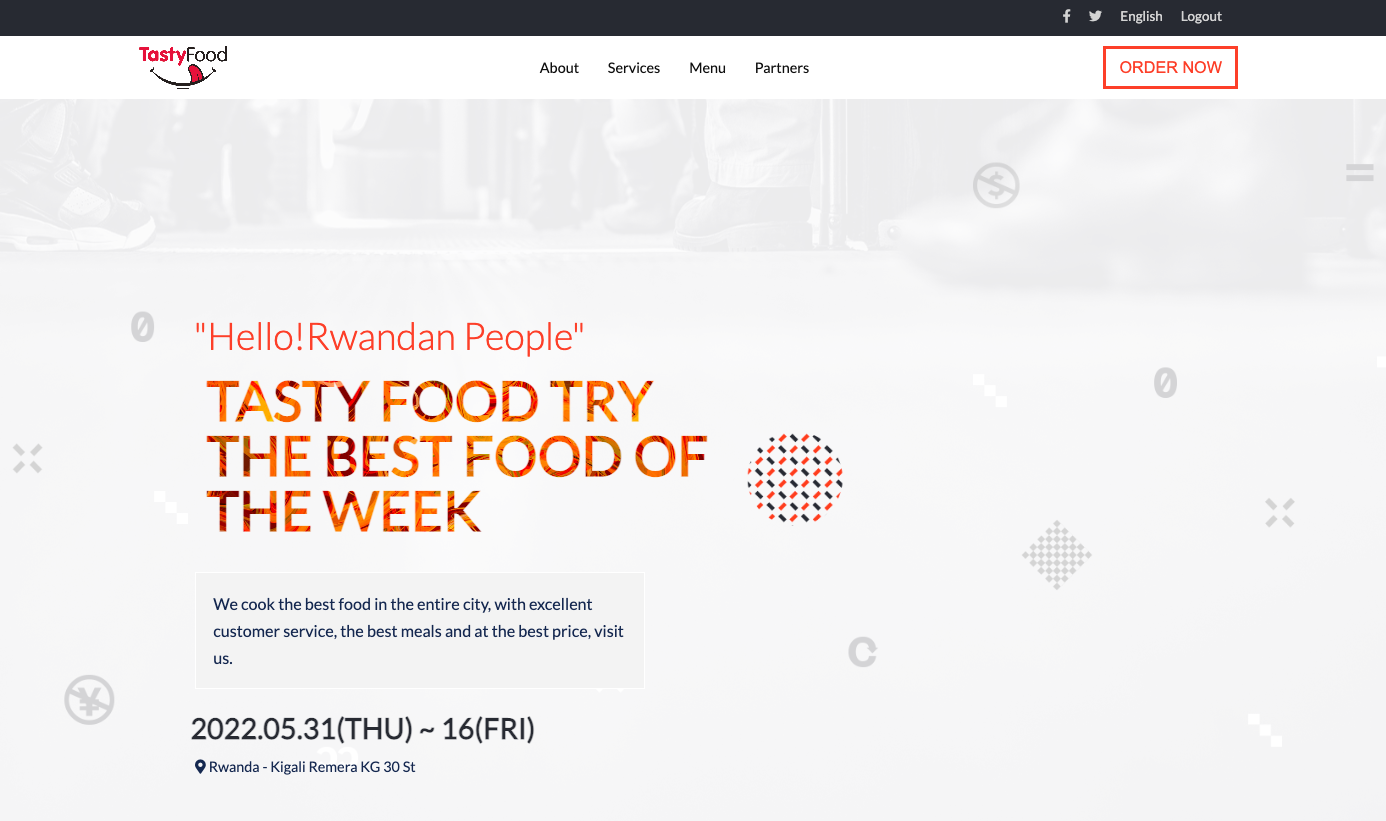 English Logout
TastyFood
About Services Menu Partners
ORDER NOW
"Hello!Rwandan People"
TASTY FOOD TRY
THE BEST FOOD OF
THE WEEK
We cook the best food in the entire city, with excellent
customer service, the best meals and at the best price, visit
us.
2022.05.31(THU) ~ 16(FRI)
Rwanda - Kigali Remera KG 30 St